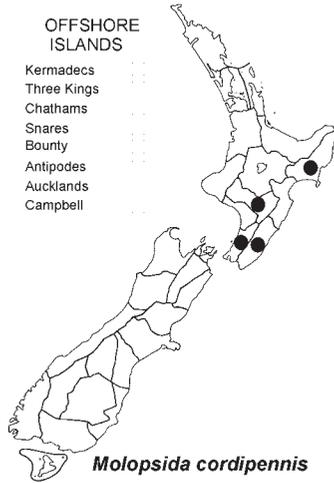 OFFSHORE
ISLANDS
Kermadecs
Three Kings
Chathams
Snares
Bounty
Antipodes
Aucklands
Campbell
Molopsida cordipennis